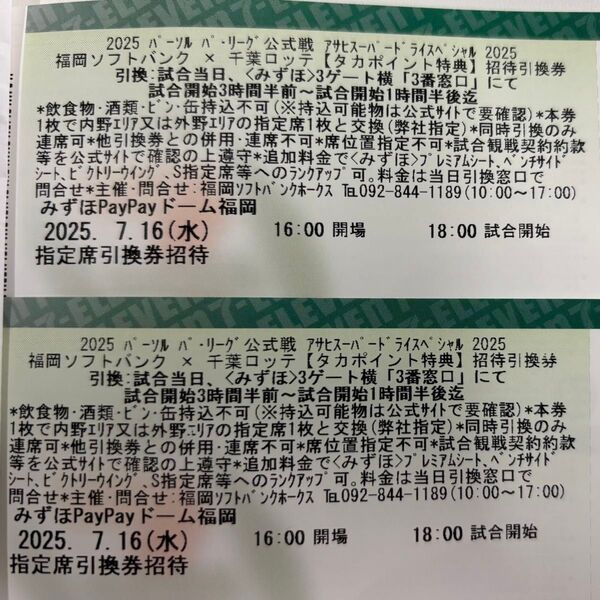 7-ELEVEN 7-ELEVEN
2025 パーソル パ・リーグ公式戦 アサヒスーパードライスペシャル 2025
福岡ソフトバンク × 千葉ロッテ【タカポイント特典】招待引換券
引換:試合当日、<みずほ>3ゲート横「3番窓口」にて
試合開始3時間半前～試合開始1時間半後迄
*飲食物・酒類・ビン・缶持込不可(※持込可能物は公式サイトで要確認)*本券
1枚で内野エリア又は外野エリアの指定席1枚と交換(弊社指定)*同時引換のみ
連席可*他引換券との併用・連席不可*席位置指定不可*試合観戦契約約款
等を公式サイトで確認の上遵守*追加料金で<みずほ>プレミアムシート、ベンチサイド
シート、ビクトリーウイング、S指定席等へのランクアップ可。料金は当日引換窓口で
問合せ*主催・問合せ:福岡ソフトバンクホークス ℡092-844-1189(10:00~17:00)
みずほPayPayドーム福岡
2025. 7.16(水) 16:00 開場 18:00 試合開始
指定席引換券招待
7-ELEVEN 7-ELEVEN
2025 パーソル パ・リーグ公式戦 アサヒスーパードライスペシャル 2025
福岡ソフトバンク × 千葉ロッテ【タカポイント特典】招待引換券
引換:試合当日、<みずほ>3ゲート横「3番窓口」にて
試合開始3時間半前～試合開始1時間半後迄
*飲食物・酒類・ビン・缶持込不可(※持込可能物は公式サイトで要確認)*本券
1枚で内野エリア又は外野エリアの指定席1枚と交換(弊社指定)*同時引換のみ
連席可*他引換券との併用・連席不可*席位置指定不可*試合観戦契約約款
等を公式サイトで確認の上遵守*追加料金で<みずほ>プレミアムシート、ベンチサイド
シート、ビクトリーウイング、S指定席等へのランクアップ可。料金は当日引換窓口で
問合せ*主催・問合せ:福岡ソフトバンクホークス ℡092-844-1189(10:00~17:00)
みずほPayPayドーム福岡
2025. 7.16(水) 16:00 開場 18:00 試合開始
指定席引換券招待